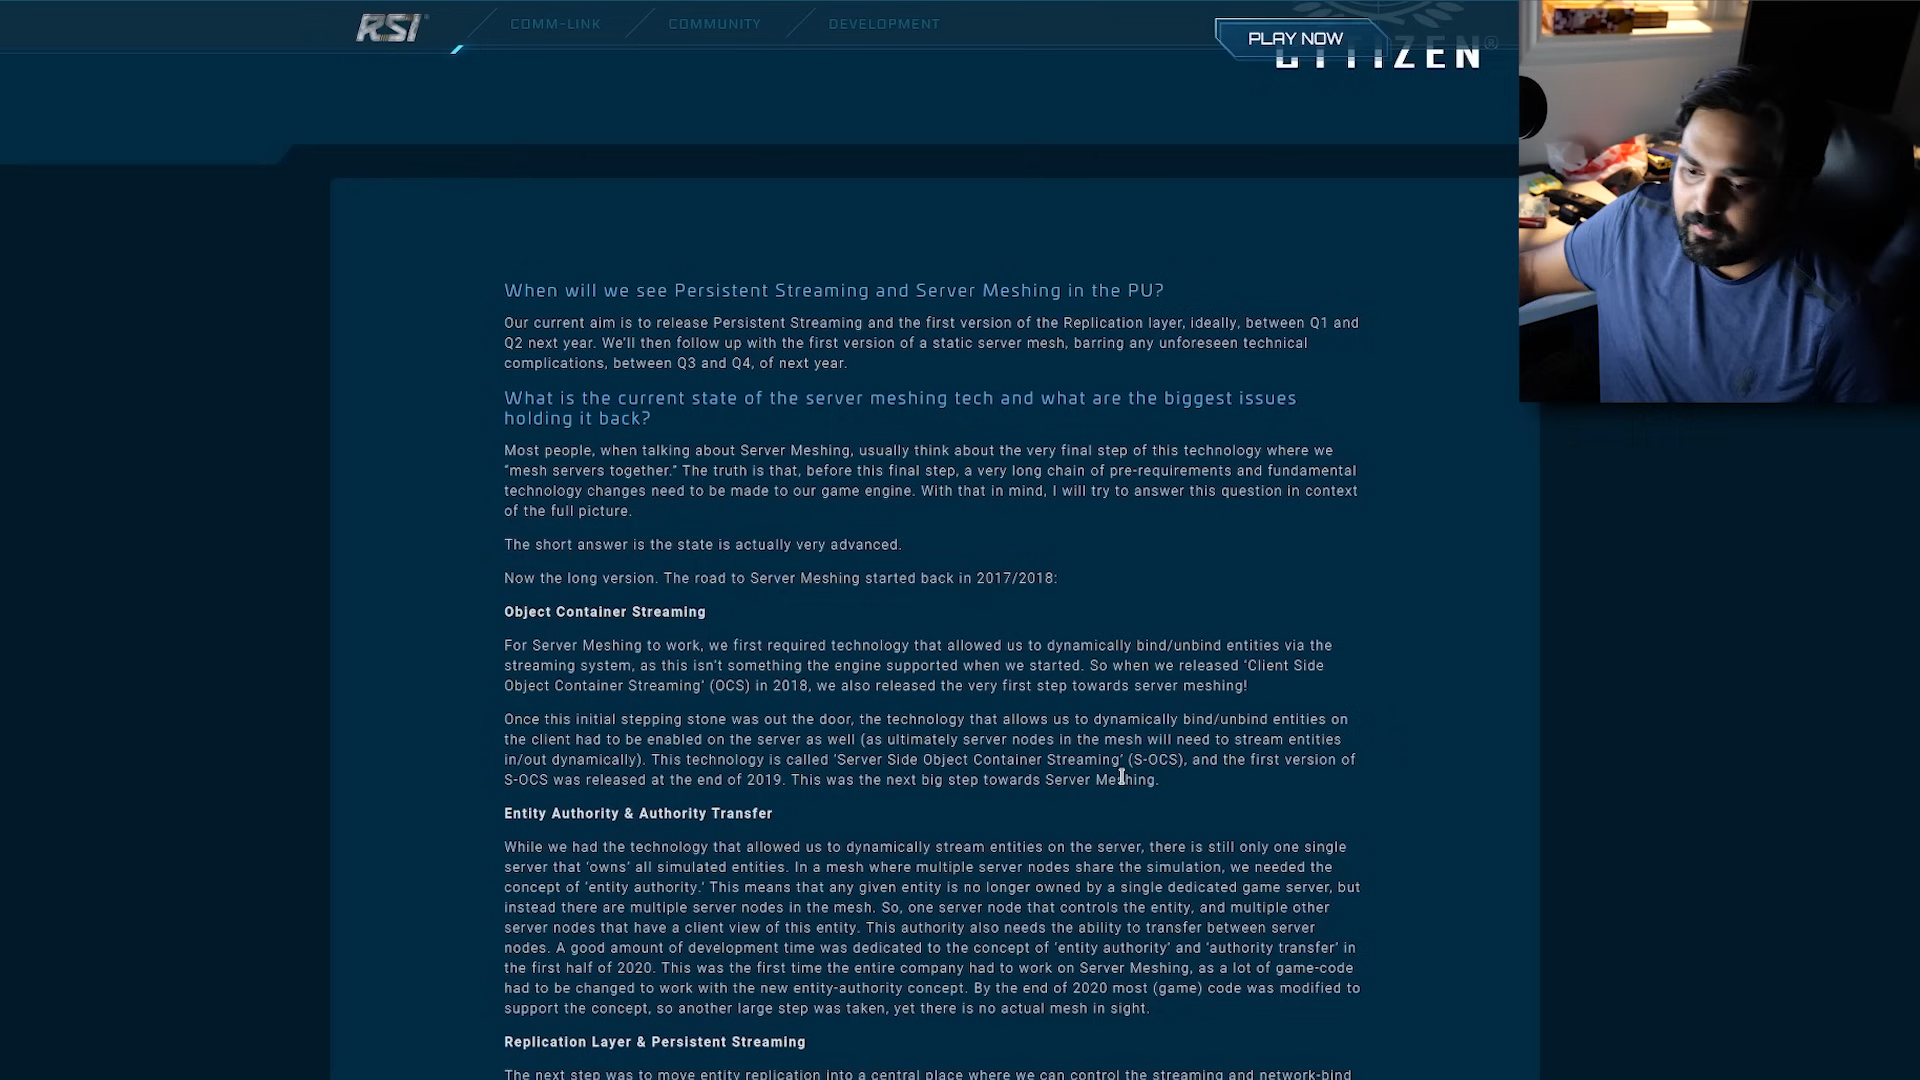 RSI
COMM-LINK
COMMUNITY
DEVELOPMENT
PLAY NOW
CITIZEN®
When will we see Persistent Streaming and Server Meshing in the PU?
Our current aim is to release Persistent Streaming and the first version of the Replication layer, ideally, between Q1 and
Q2 next year. We'll then follow up with the first version of a static server mesh, barring any unforeseen technical
complications, between Q3 and Q4, of next year.
What is the current state of the server meshing tech and what are the biggest issues
holding it back?
Most people, when talking about Server Meshing, usually think about the very final step of this technology where we
“mesh servers together.” The truth is that, before this final step, a very long chain of pre-requirements and fundamental
technology changes need to be made to our game engine. With that in mind, I will try to answer this question in context
of the full picture.
The short answer is the state is actually very advanced.
Now the long version. The road to Server Meshing started back in 2017/2018:
Object Container Streaming
For Server Meshing to work, we first required technology that allowed us to dynamically bind/unbind entities via the
streaming system, as this isn't something the engine supported when we started. So when we released ‘Client Side
Object Container Streaming’ (OCS) in 2018, we also released the very first step towards server meshing!
Once this initial stepping stone was out the door, the technology that allows us to dynamically bind/unbind entities on
the client had to be enabled on the server as well (as ultimately server nodes in the mesh will need to stream entities
in/out dynamically). This technology is called ‘Server Side Object Container Streaming’ (S-OCS), and the first version of
S-OCS was released at the end of 2019. This was the next big step towards Server Meshing.
Entity Authority & Authority Transfer
While we had the technology that allowed us to dynamically stream entities on the server, there is still only one single
server that ‘owns’ all simulated entities. In a mesh where multiple server nodes share the simulation, we needed the
concept of ‘entity authority.’ This means that any given entity is no longer owned by a single dedicated game server, but
instead there are multiple server nodes in the mesh. So, one server node that controls the entity, and multiple other
server nodes that have a client view of this entity. This authority also needs the ability to transfer between server
nodes. A good amount of development time was dedicated to the concept of ‘entity authority’ and ‘authority transfer’ in
the first half of 2020. This was the first time the entire company had to work on Server Meshing, as a lot of game-code
had to be changed to work with the new entity-authority concept. By the end of 2020 most (game) code was modified to
support the concept, so another large step was taken, yet there is no actual mesh in sight.
Replication Layer & Persistent Streaming
The next step was to move entity replication into a central place where we can control the streaming and network-bind